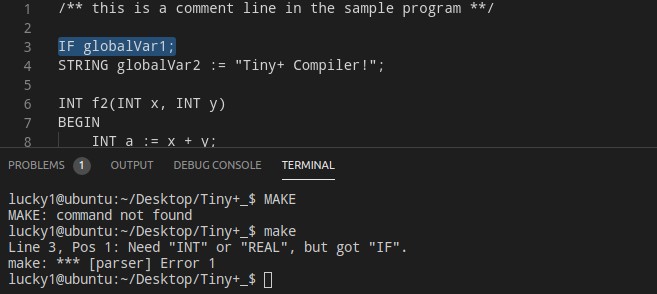 1 /** this is a comment line in the sample program **/
2
3 IF globalVar1;
4 STRING globalVar2 := "Tiny+ Compiler!";
5
6 INT f2(INT x, INT y)
7 BEGIN
8 INT a := x + y;
PROBLEMS 1 OUTPUT DEBUG CONSOLE TERMINAL
lucky1@ubuntu:~/Desktop/Tiny+_$ MAKE
MAKE: command not found
lucky1@ubuntu:~/Desktop/Tiny+_$ make
Line 3, Pos 1: Need "INT" or "REAL", but got "IF".
make: *** [parser] Error 1
lucky1@ubuntu:~/Desktop/Tiny+_$